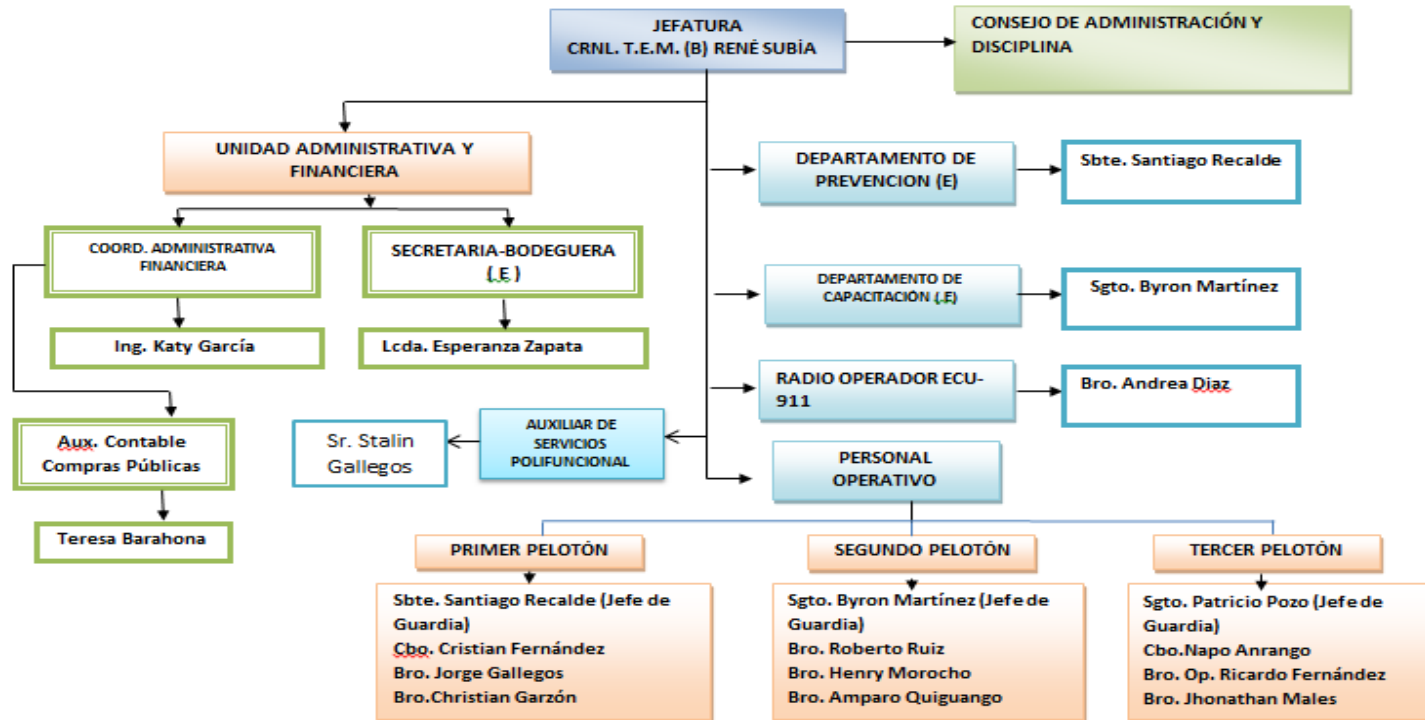 JEFATURA
CRNL. T.E.M. (B) RENÉ SUBÍA
CONSEJO DE ADMINISTRACIÓN Y
DISCIPLINA
UNIDAD ADMINISTRATIVA Y
FINANCIERA
COORD. ADMINISTRATIVA
FINANCIERA
SECRETARIA-BODEGUERA
( E )
Ing. Katy García
Lcda. Esperanza Zapata
Aux. Contable
Compras Públicas
Teresa Barahona
DEPARTAMENTO DE
PREVENCION (E)
Sbte. Santiago Recalde
DEPARTAMENTO DE
CAPACITACIÓN ( E)
Sgto. Byron Martínez
RADIO OPERADOR ECU-
911
Bro. Andrea Diaz
AUXILIAR DE
SERVICIOS
POLIFUNCIONAL
Sr. Stalin
Gallegos
PERSONAL
OPERATIVO
PRIMER PELOTÓN
Sbte. Santiago Recalde (Jefe de
Guardia)
Cbo. Cristian Fernández
Bro. Jorge Gallegos
Bro.Christian Garzón
SEGUNDO PELOTÓN
Sgto. Byron Martínez (Jefe de
Guardia)
Bro. Roberto Ruiz
Bro. Henry Morocho
Bro. Amparo Quiguango
TERCER PELOTÓN
Sgto. Patricio Pozo (Jefe de
Guardia)
Cbo.Napo Anrango
Bro. Op. Ricardo Fernández
Bro. Jhonathan Males